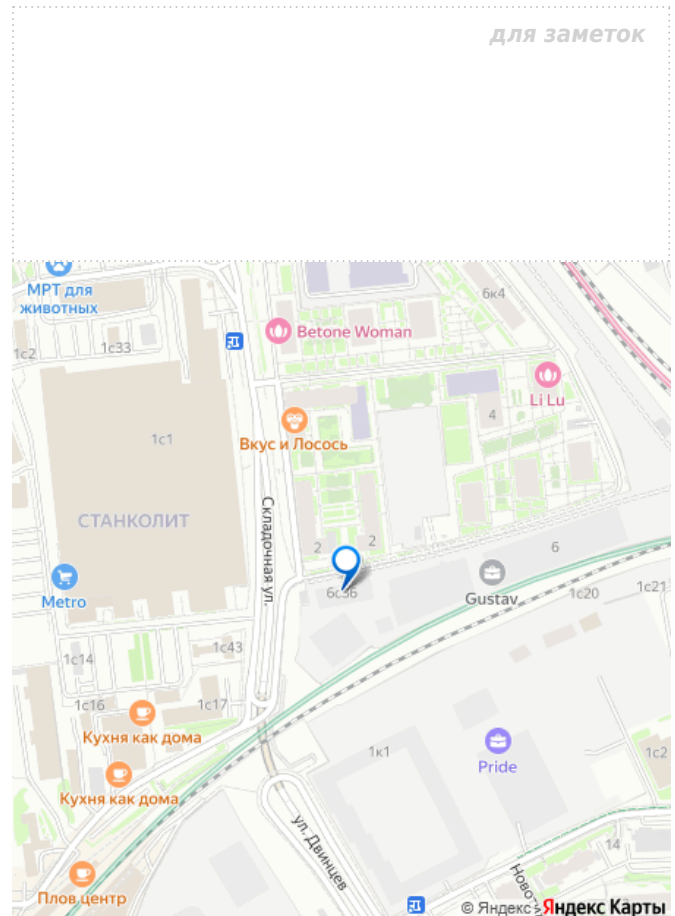 для заметок
МРТ для
животных
6к4
Betone Woman
1с2
1с33
Li Lu
4
Вкус и Лосось
1с1
СТАНКОЛИТ
Складочная ул.
2
2
6
Metro
6с36
Gustav
1с20
1с21
1с43
1с14
1с16
1с17
Кухня как дома
1к1
Pride
1с2
Кухня как дома
ул. Двинцев
14
Плов центр
© Яндекс
Яндекс Карты